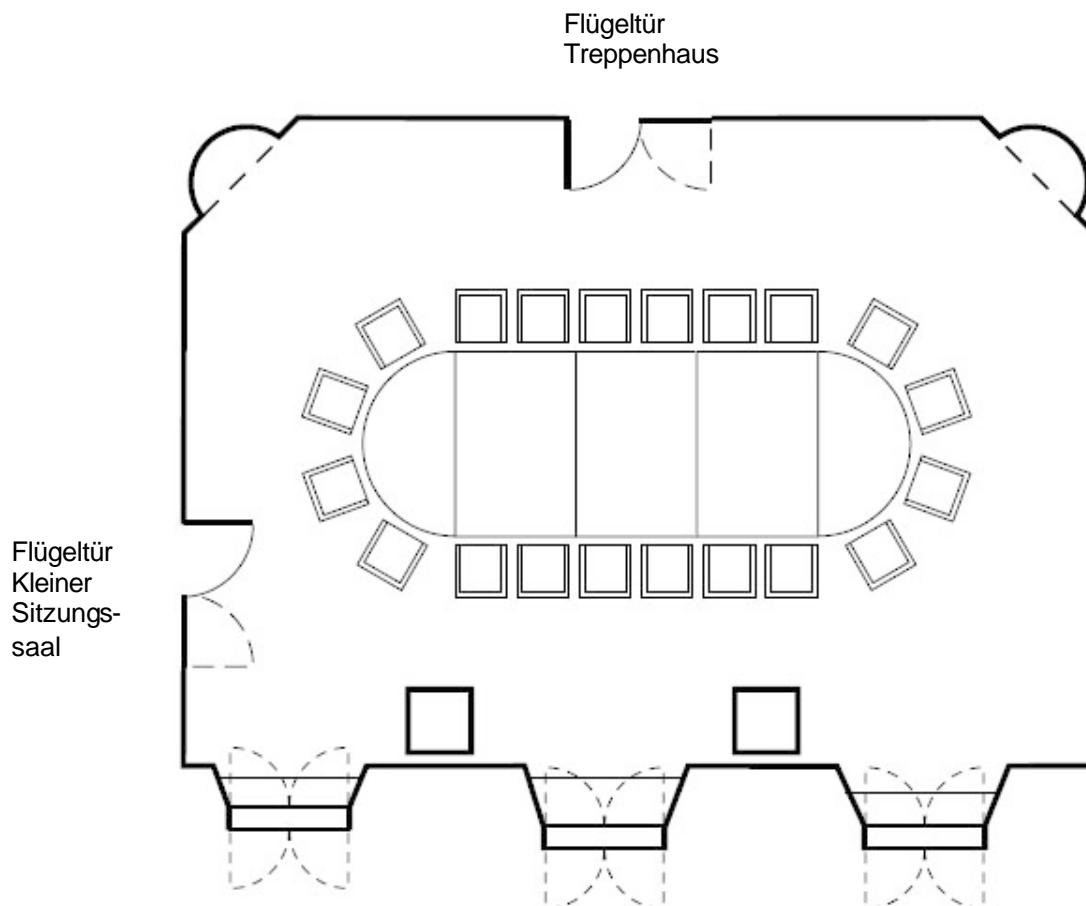 Flügeltür
Treppenhaus
Flügeltür
Kleiner
Sitzungs-
saal